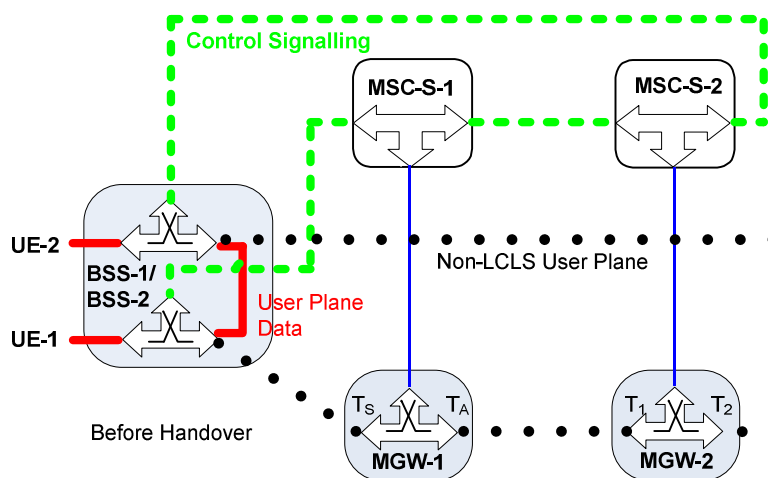 Control Signalling
MSC-S-1
MSC-S-2
UE-2
BSS-1/
BSS-2
Non-LCLS User Plane
User Plane
Data
UE-1
Before Handover
TS
TA
MGW-1
T1
T2
MGW-2